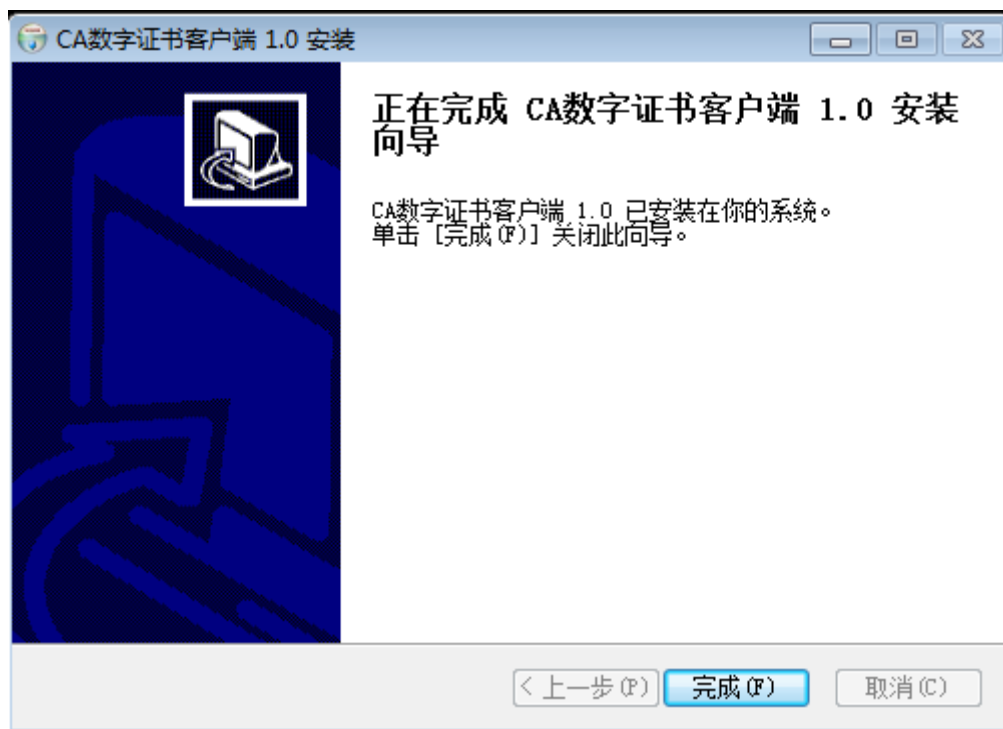 CA数字证书客户端 1.0 安装
正在完成 CA数字证书客户端 1.0 安装
向导
CA数字证书客户端 1.0 已安装在你的系统。
单击 [完成(F)] 关闭此向导。
< 上一步(P)
完成(F)
取消(C)